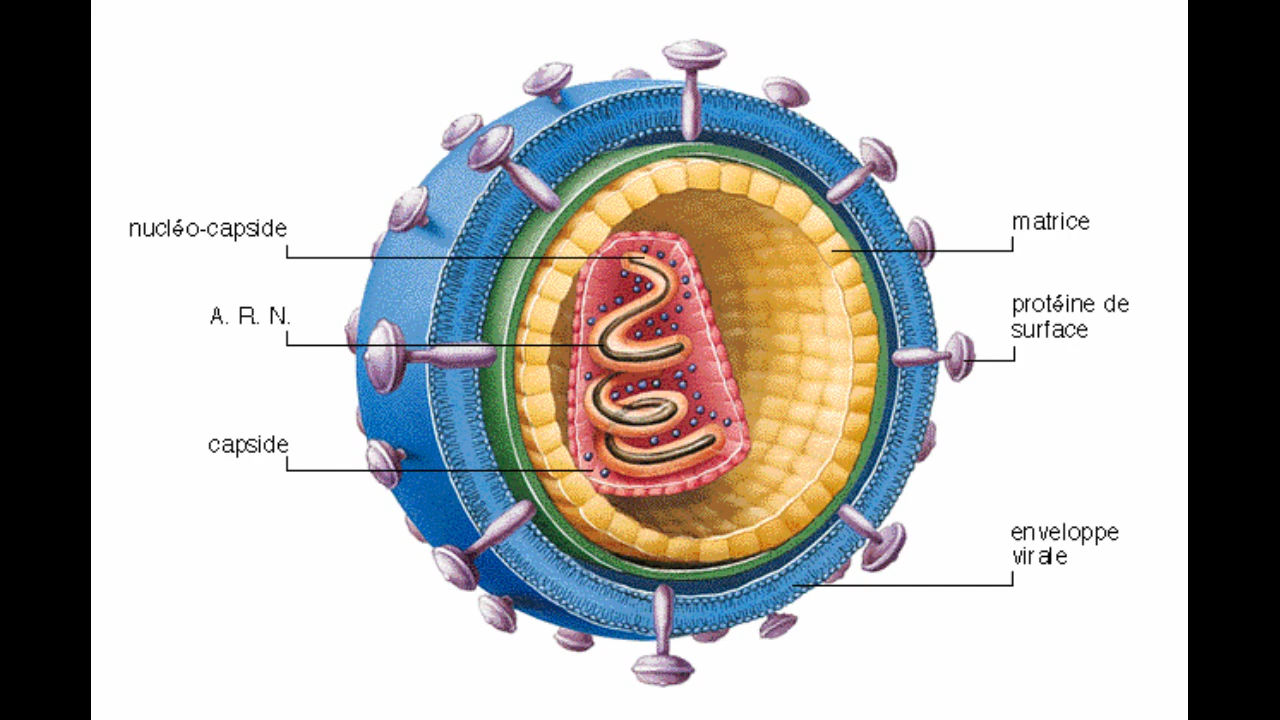 nucléo-capside
A. R. N.
capside
matrice
protéine de
surface
enveloppe
virale